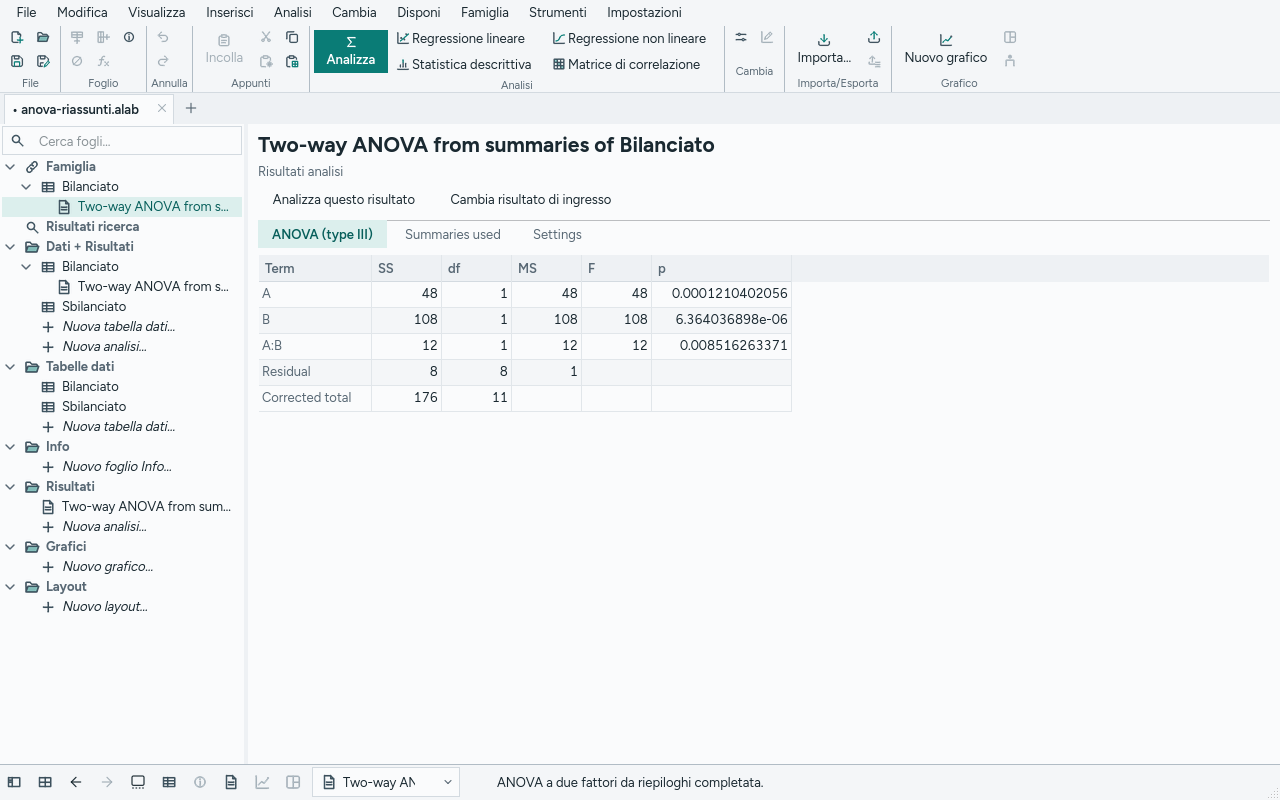 File Modifica Visualizza Inserisci Analisi Cambia Disponi Famiglia Strumenti Impostazioni
Incolla
Σ
Analizza
Regressione lineare
Regressione non lineare
Statistica descrittiva
Matrice di correlazione
Importa...
Nuovo grafico
File Foglio Annulla Appunti Analisi Cambia Importa/Esporta Grafico
• anova-riassunti.alab
Cerca fogli...
Famiglia
Bilanciato
Two-way ANOVA from s...
Risultati ricerca
Dati + Risultati
Bilanciato
Two-way ANOVA from s...
Sbilanciato
Nuova tabella dati...
Nuova analisi...
Tabelle dati
Bilanciato
Sbilanciato
Nuova tabella dati...
Info
Nuovo foglio Info...
Risultati
Two-way ANOVA from sum...
Nuova analisi...
Grafici
Nuovo grafico...
Layout
Nuovo layout...
Two-way ANOVA from summaries of Bilanciato
Risultati analisi
Analizza questo risultato Cambia risultato di ingresso
ANOVA (type III) Summaries used Settings
Term SS df MS F p
A 48 1 48 48 0.0001210402056
B 108 1 108 108 6.364036898e-06
A:B 12 1 12 12 0.008516263371
Residual 8 8 1
Corrected total 176 11
Two-way AN
ANOVA a due fattori da riepiloghi completata.